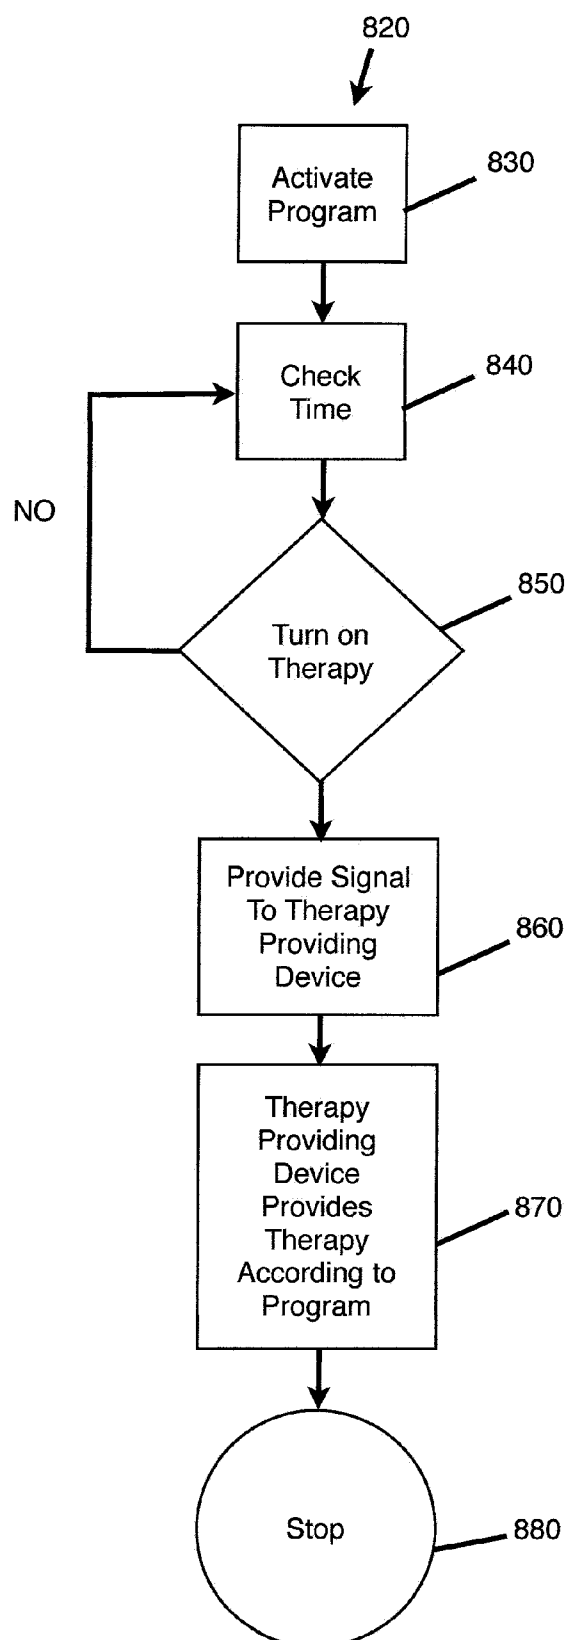 820
Activate
Program
830
Check
Time
840
NO
Turn on
Therapy
850
Provide Signal
To Therapy
Providing
Device
860
Therapy
Providing
Device
Provides
Therapy
According to
Program
870
Stop
880